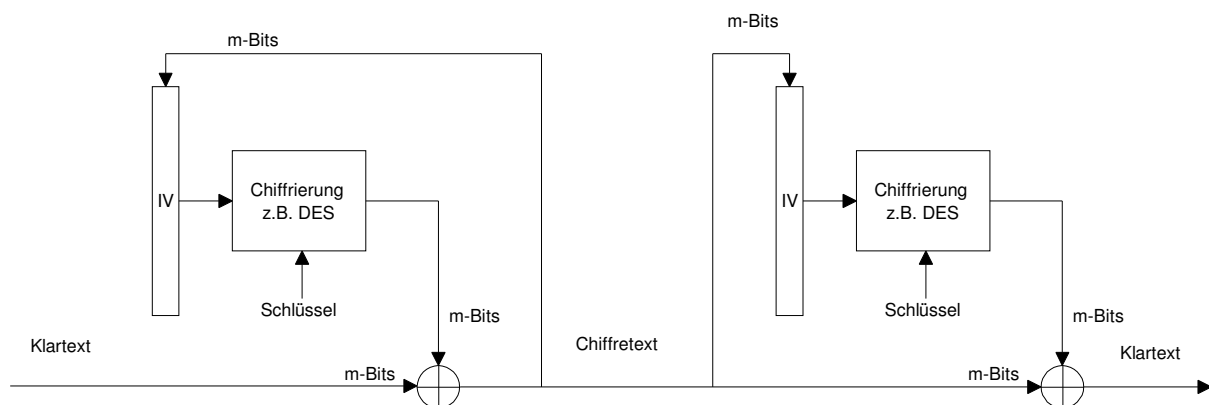 m-Bits
IV
Chiffrierung
z.B. DES
Schlüssel
m-Bits
Klartext
m-Bits
Chiffretext
m-Bits
IV
Chiffrierung
z.B. DES
Schlüssel
m-Bits
m-Bits
Klartext